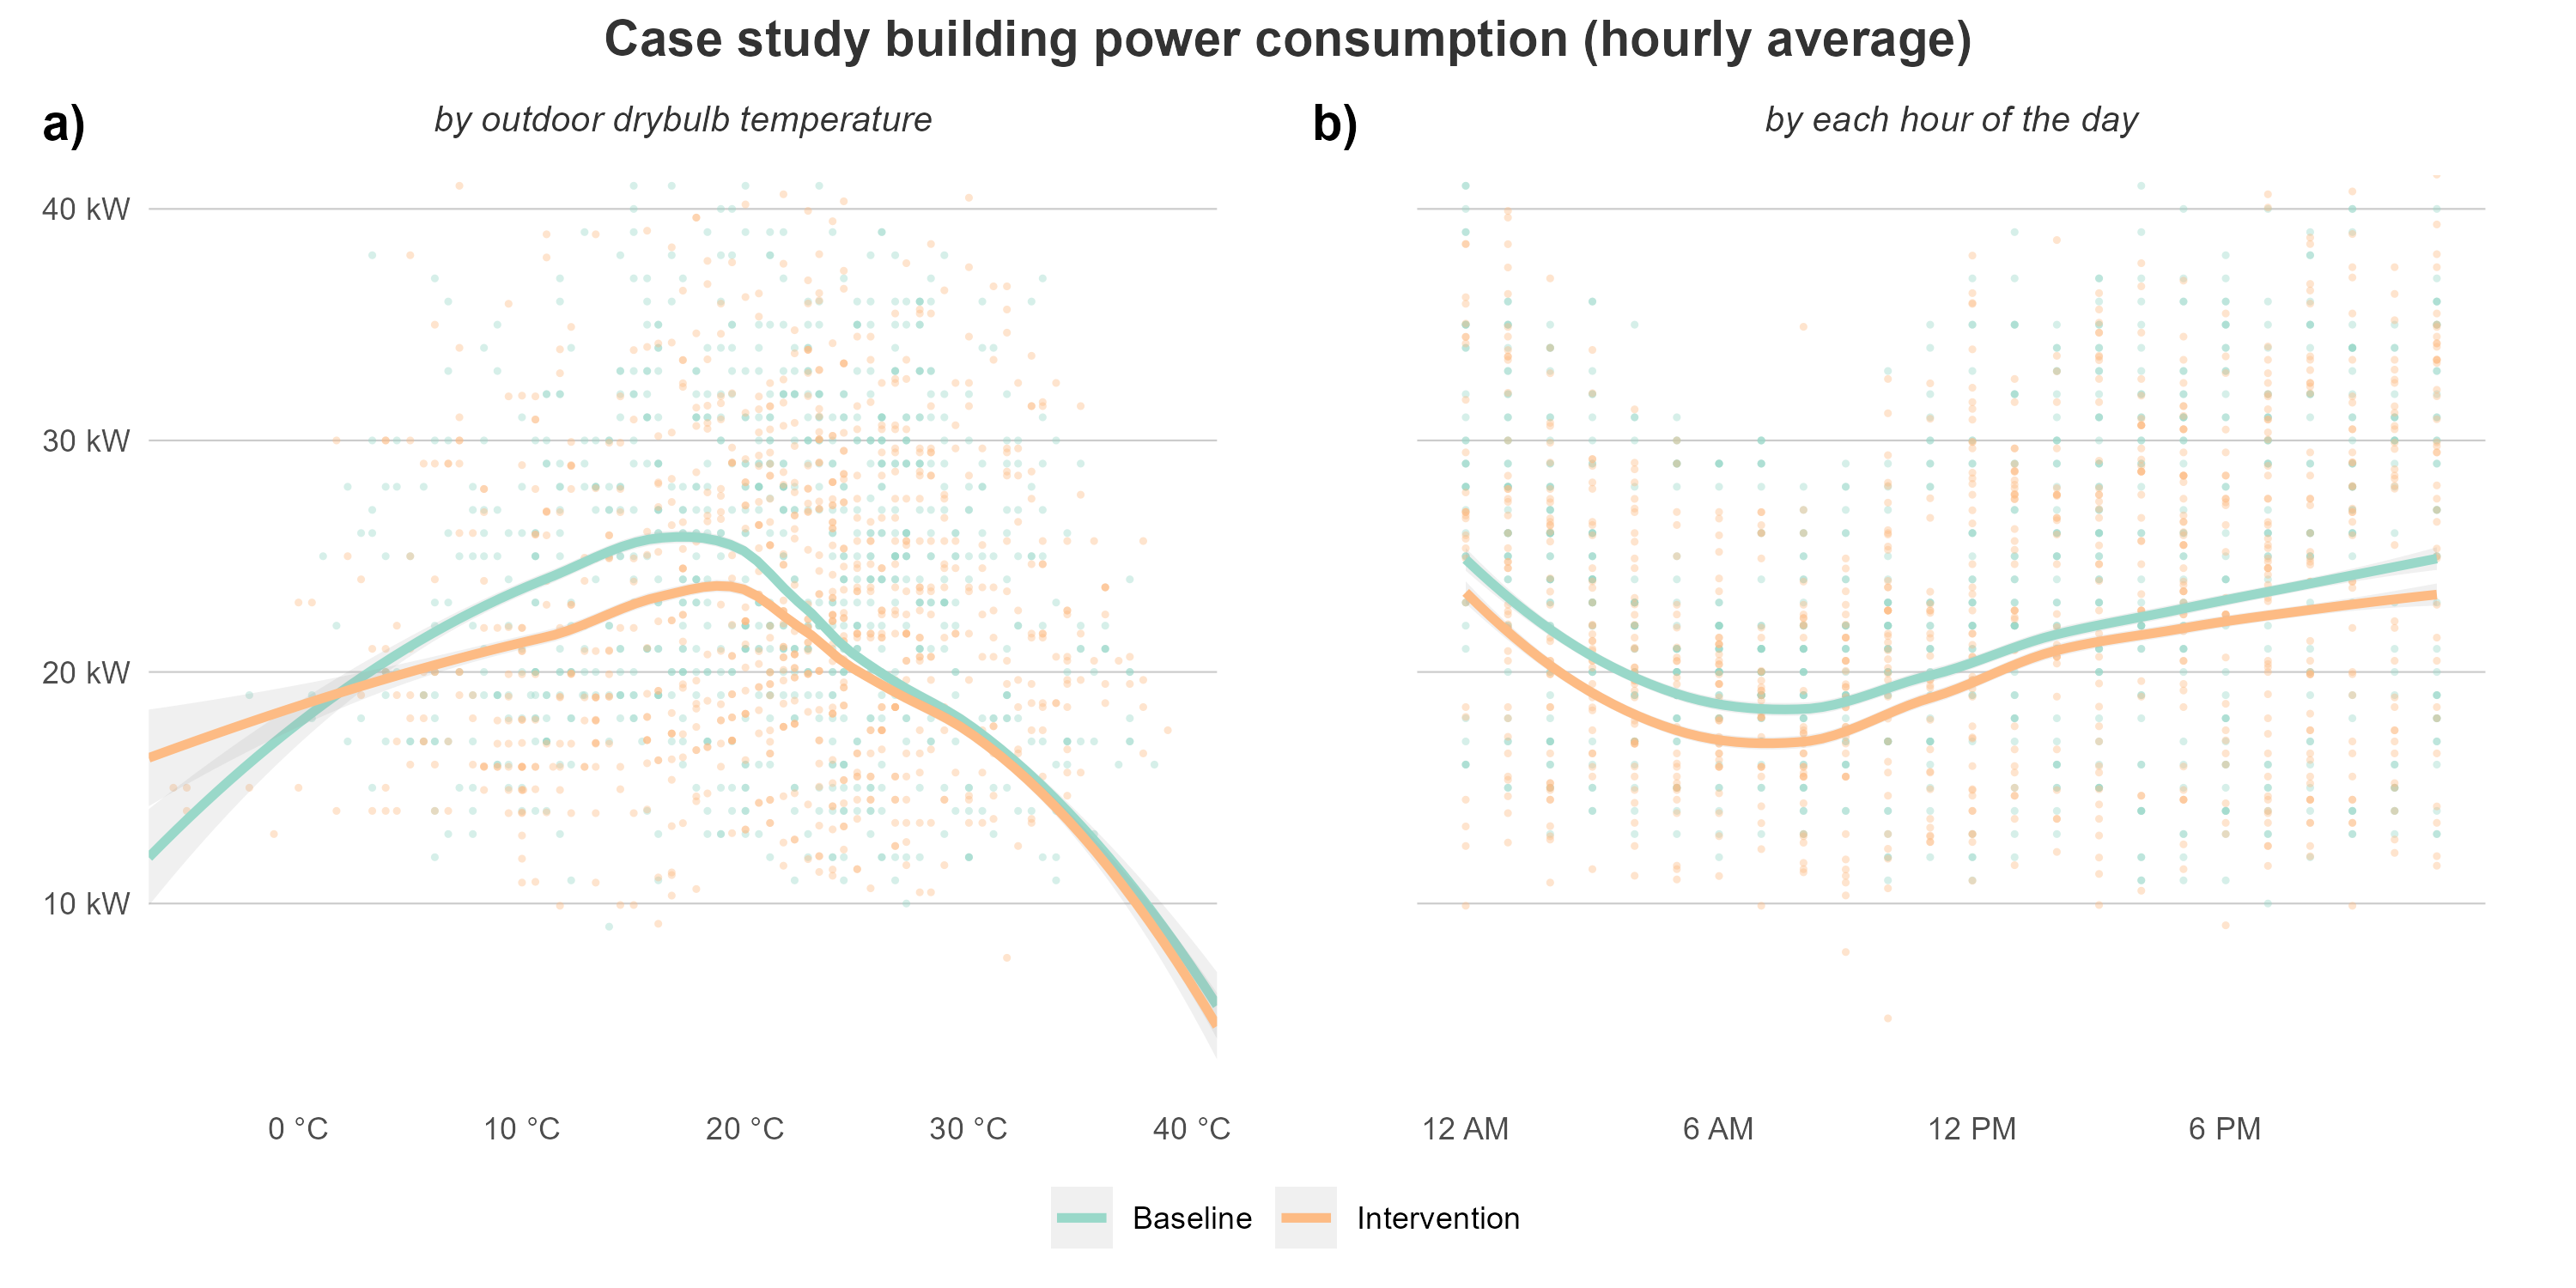 Case study building power consumption (hourly average)
a)
by outdoor drybulb temperature
b)
by each hour of the day
40 kW
30 kW
20 kW
10 kW
0 °C 10 °C 20 °C 30 °C 40 °C
12 AM 6 AM 12 PM 6 PM
Baseline Intervention